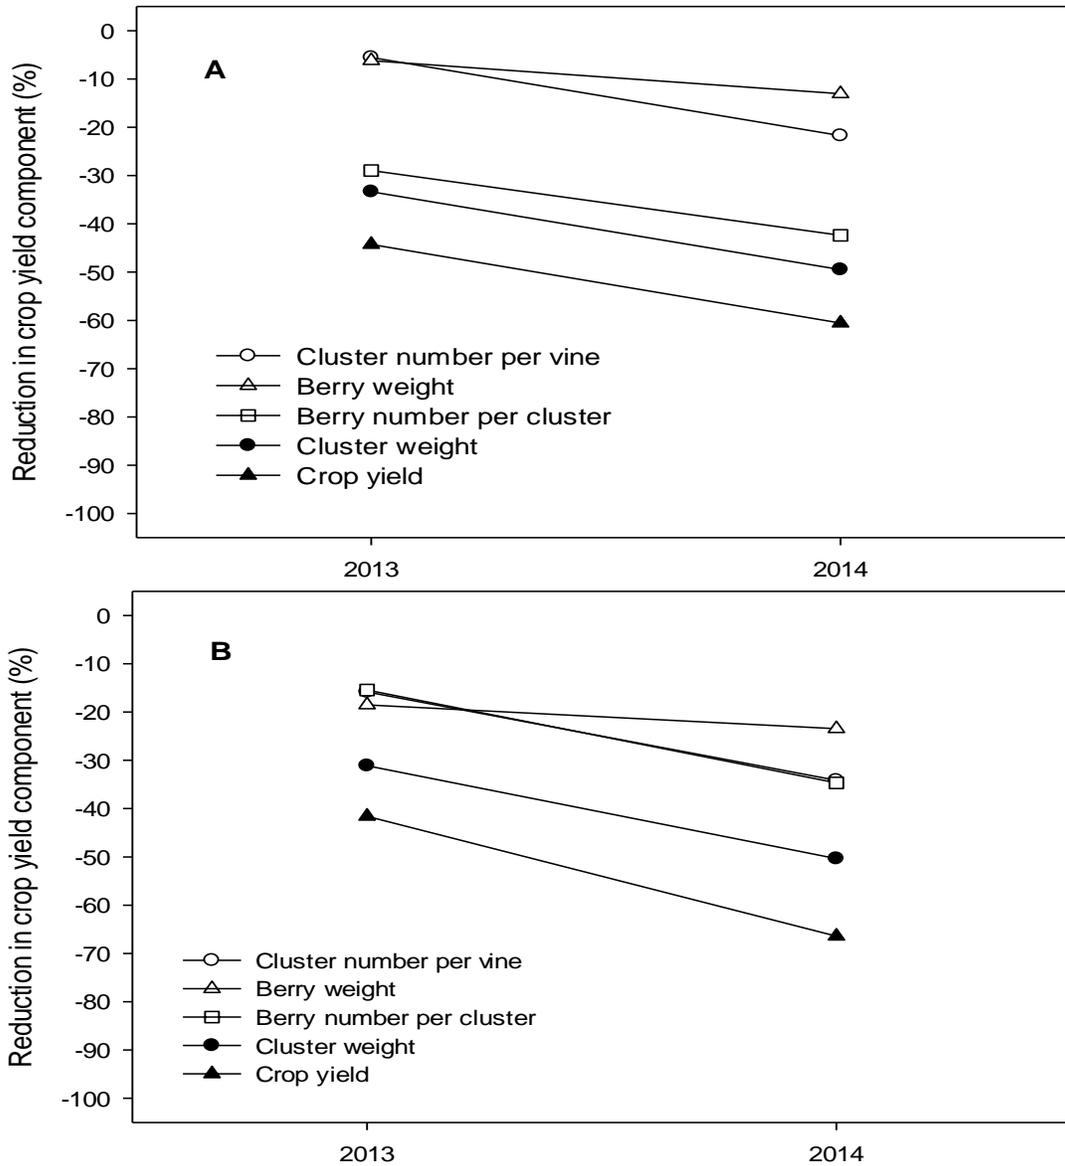 Reduction in crop yield component (%)
0
-10
-20
-30
-40
-50
-60
-70
-80
-90
-100
A
Cluster number per vine
Berry weight
Berry number per cluster
Cluster weight
Crop yield
2013 2014
Reduction in crop yield component (%)
0
-10
-20
-30
-40
-50
-60
-70
-80
-90
-100
B
Cluster number per vine
Berry weight
Berry number per cluster
Cluster weight
Crop yield
2013 2014